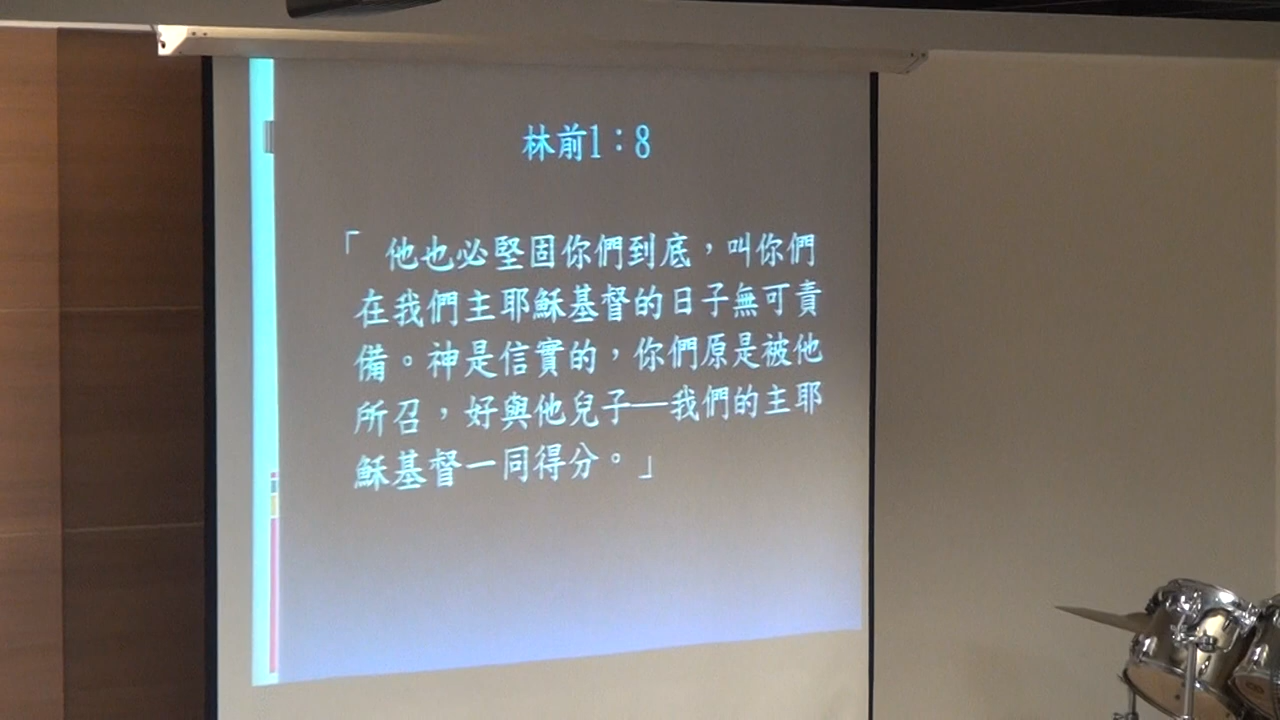 林前1：8
「 他也必堅固你們到底，叫你們
在我們主耶穌基督的日子無可責
備。神是信實的，你們原是被他
所召，好與他兒子—我們的主耶
穌基督一同得分。」